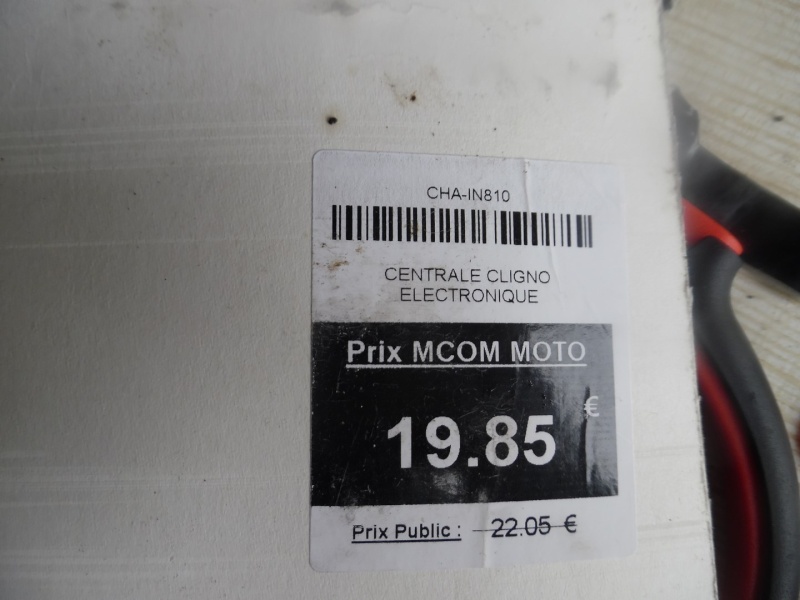 CHA-IN810
CENTRALE CLIGNO
ELECTRONIQUE
Prix MCOM MOTO
19.85 €
Prix Public : 22.05 €